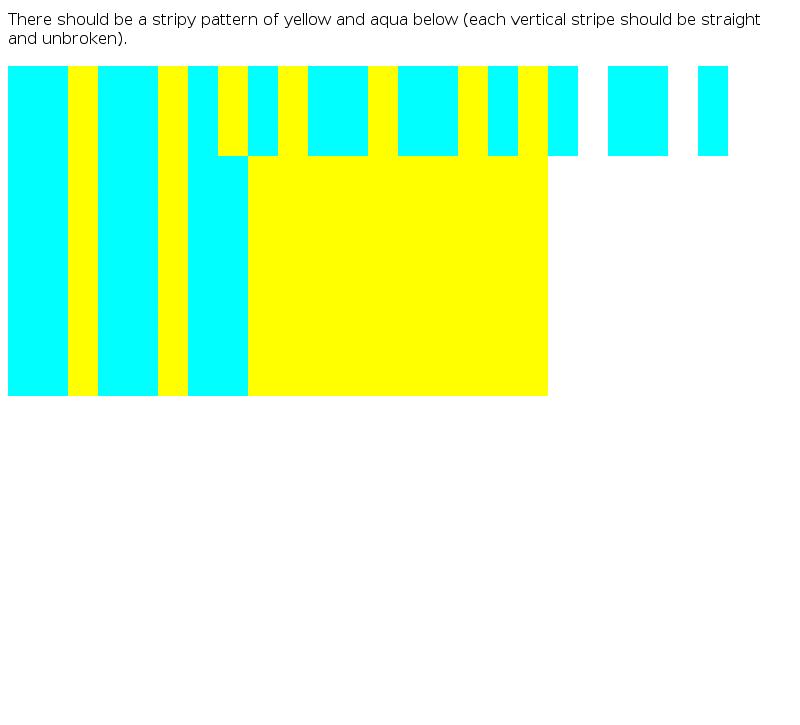 There should be a stripy pattern of yellow and aqua below (each vertical stripe should be straight
and unbroken).